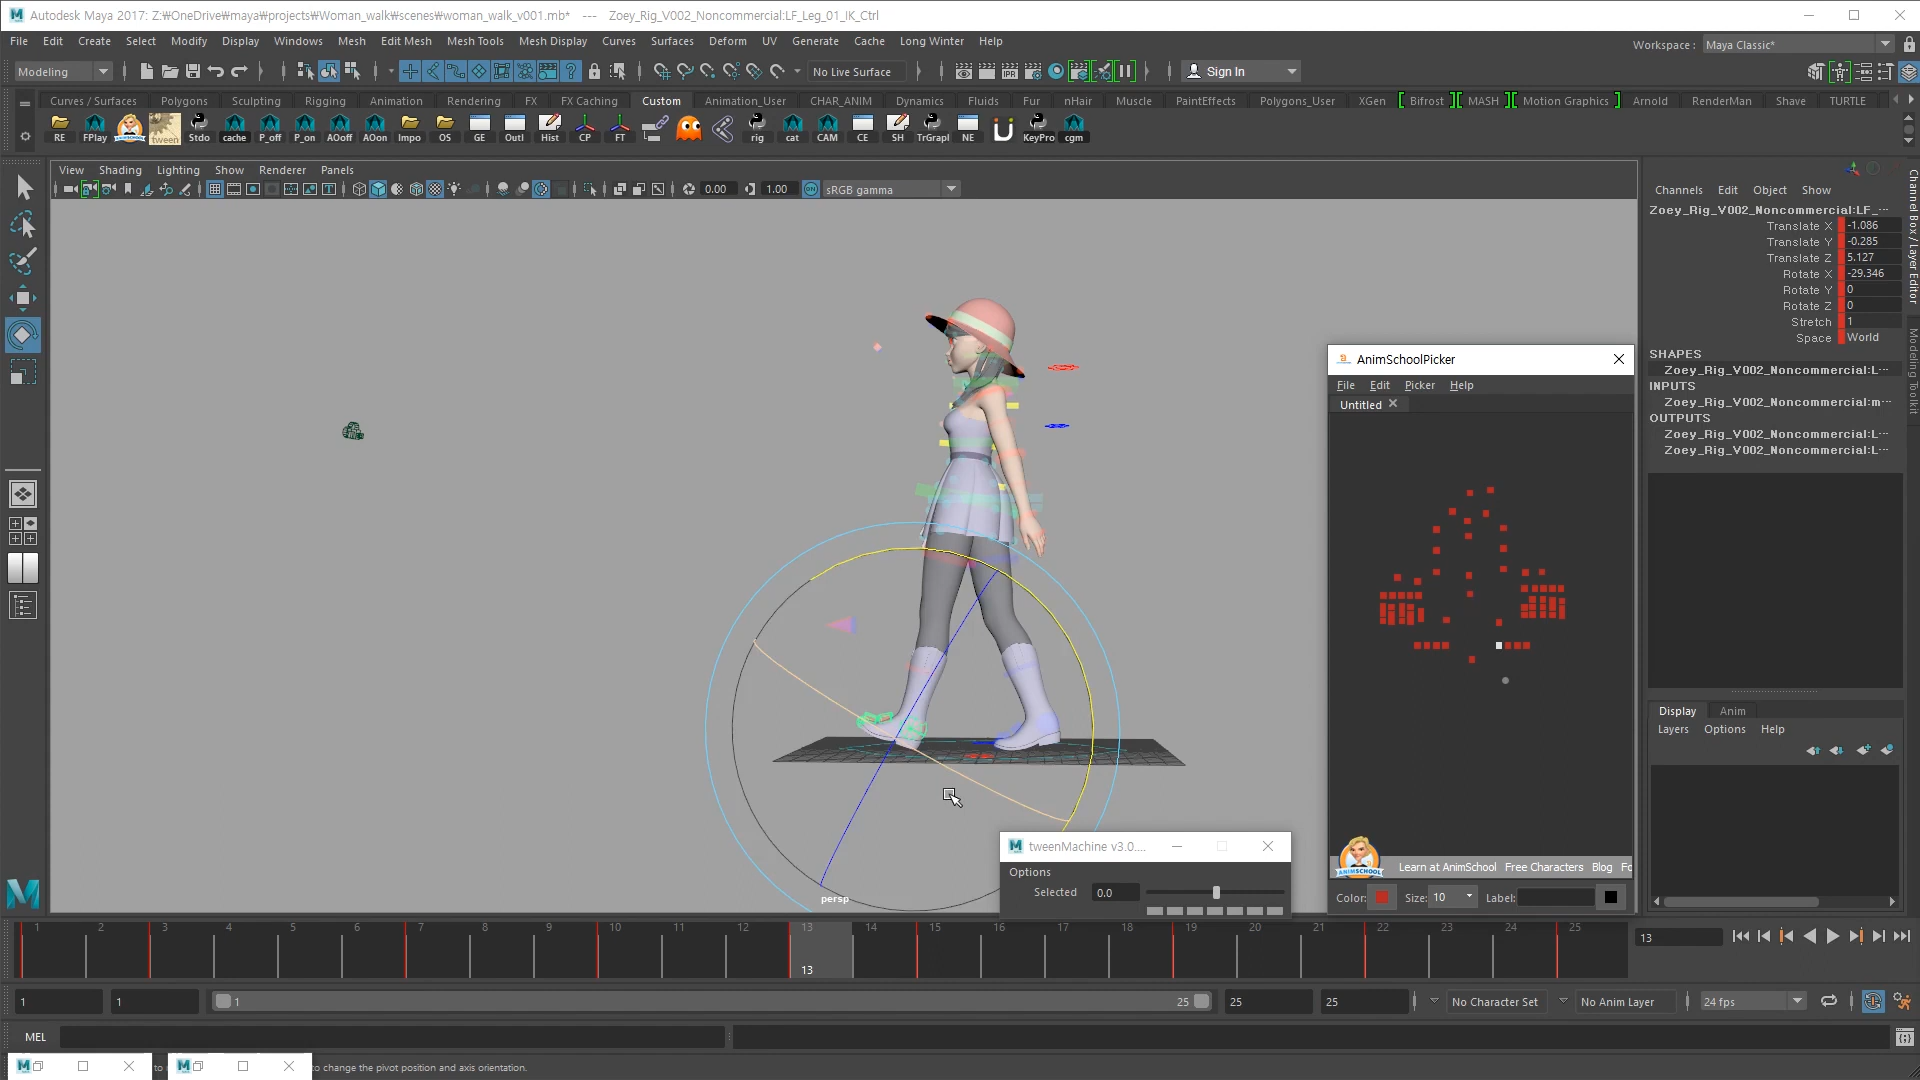 Autodesk Maya 2017: Z:₩OneDrive₩maya₩projects₩Woman_walk₩scenes₩woman_walk_v001.mb* --- Zoey_Rig_V002_Noncommercial:LF_Leg_01_IK_Ctrl
File Edit Create Select Modify Display Windows Mesh Edit Mesh Mesh Tools Mesh Display Curves Surfaces Deform UV Generate Cache Long Winter Help
Workspace : Maya Classic*
Modeling No Live Surface Sign In
Curves / Surfaces Polygons Sculpting Rigging Animation Rendering FX FX Caching Custom Animation_User CHAR_ANIM Dynamics Fluids Fur nHair Muscle PaintEffects Polygons_User XGen Bifrost MASH Motion Graphics Arnold RenderMan Shave TURTLE
RE FPlay tween Stdo cache P_off P_on AOoff AOon Impo OS GE Outl Hist CP FT rig cat CAM CE SH TrGrapl NE KeyPro cgm
View Shading Lighting Show Renderer Panels
0.00 1.00 ON sRGB gamma
Channels Edit Object Show
Zoey_Rig_V002_Noncommercial:LF_···
Translate X -1.086
Translate Y -0.285
Translate Z 5.127
Rotate X -29.346
Rotate Y 0
Rotate Z 0
Stretch 1
Space World
SHAPES
Zoey_Rig_V002_Noncommercial:L···
INPUTS
Zoey_Rig_V002_Noncommercial:m···
OUTPUTS
Zoey_Rig_V002_Noncommercial:L···
Zoey_Rig_V002_Noncommercial:L···
Channel Box / Layer Editor
Modeling Toolkit
AnimSchoolPicker
File Edit Picker Help
Untitled
ANIMSCHOOL Learn at AnimSchool Free Characters Blog Fo
Color: Size: 10 Label:
Display Anim
Layers Options Help
tweenMachine v3.0....
Options
Selected 0.0
persp
1 2 3 4 5 6 7 8 9 10 11 12 13 14 15 16 17 18 19 20 21 22 23 24 25
13
13
1 1 1 25 25 25 No Character Set No Anim Layer 24 fps
MEL
M M to change the pivot position and axis orientation.